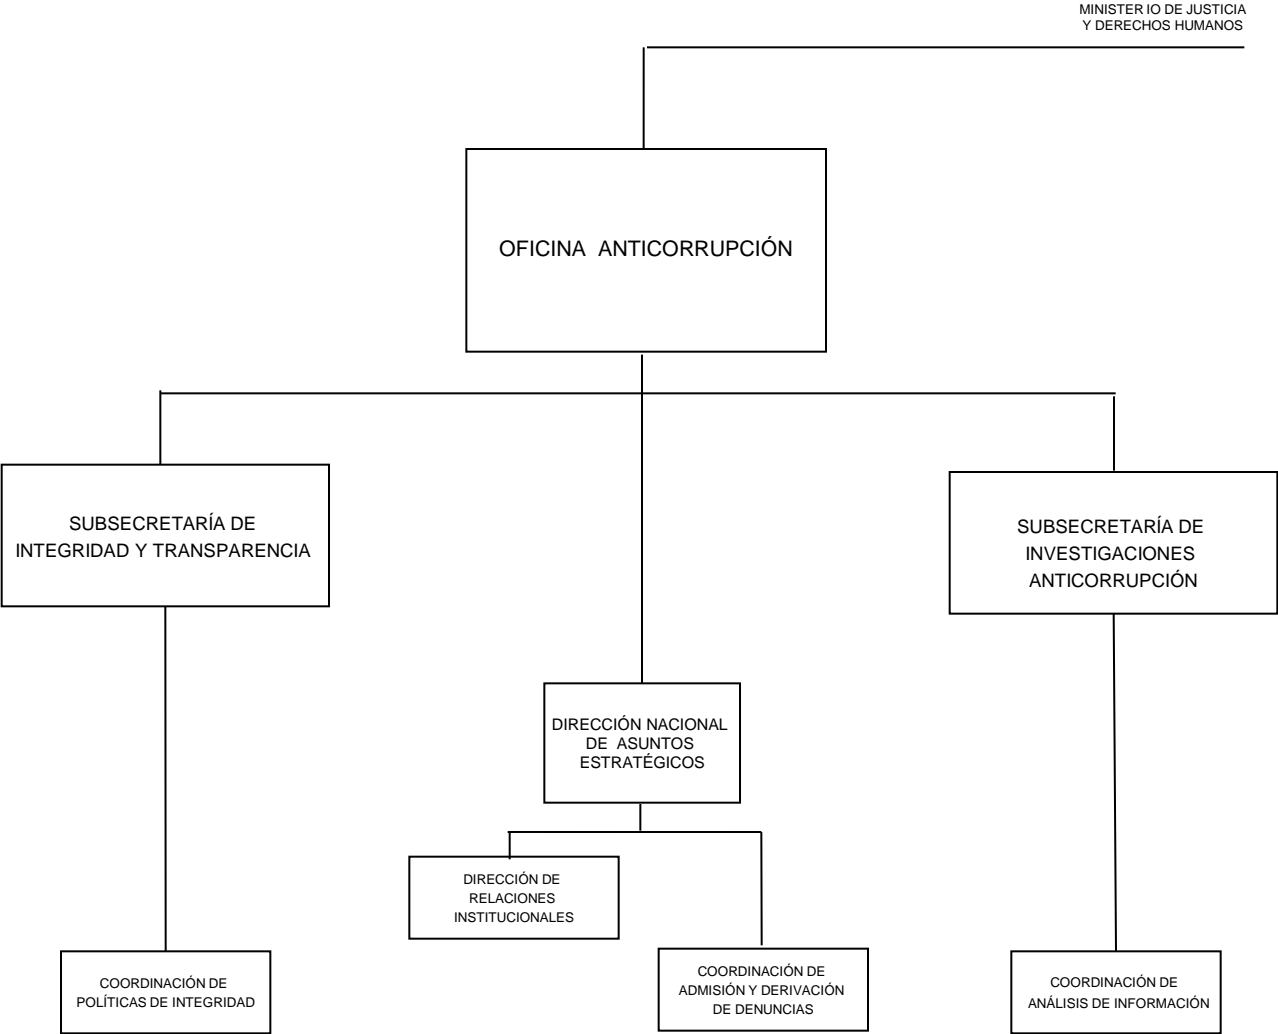 MINISTER IO DE JUSTICIA
Y DERECHOS HUMANOS
OFICINA ANTICORRUPCIÓN
SUBSECRETARÍA DE
INTEGRIDAD Y TRANSPARENCIA
SUBSECRETARÍA DE
INVESTIGACIONES
ANTICORRUPCIÓN
DIRECCIÓN NACIONAL
DE ASUNTOS
ESTRATÉGICOS
DIRECCIÓN DE
RELACIONES
INSTITUCIONALES
COORDINACIÓN DE
POLÍTICAS DE INTEGRIDAD
COORDINACIÓN DE
ADMISIÓN Y DERIVACIÓN
DE DENUNCIAS
COORDINACIÓN DE
ANÁLISIS DE INFORMACIÓN